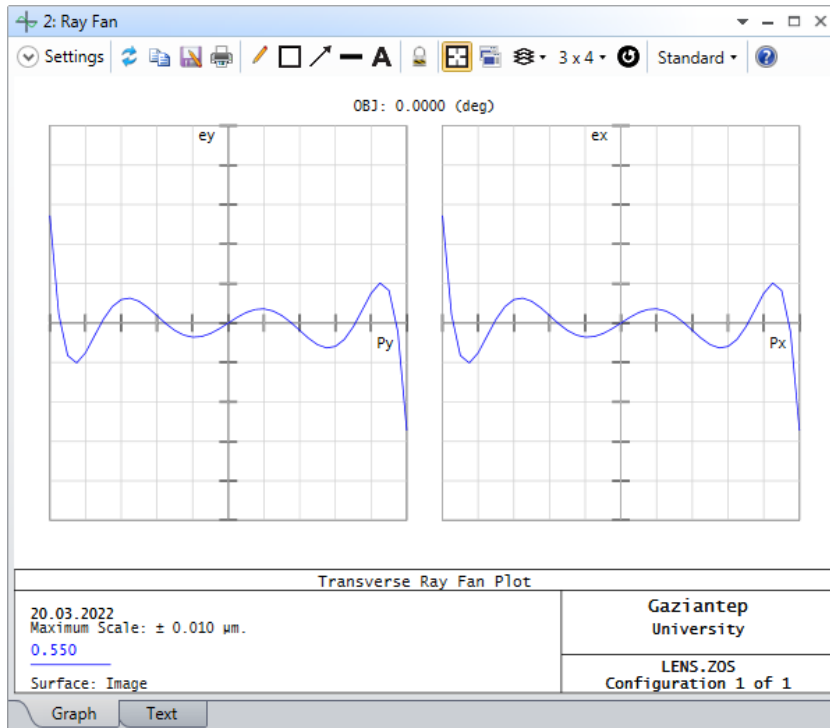 2: Ray Fan
Settings
A
3 x 4
Standard
?
OBJ: 0.0000 (deg)
ey
Py
ex
Px
Transverse Ray Fan Plot
20.03.2022
Maximum Scale: ± 0.010 µm.
0.550
Surface: Image
Gaziantep
University
LENS.ZOS
Configuration 1 of 1
Graph
Text